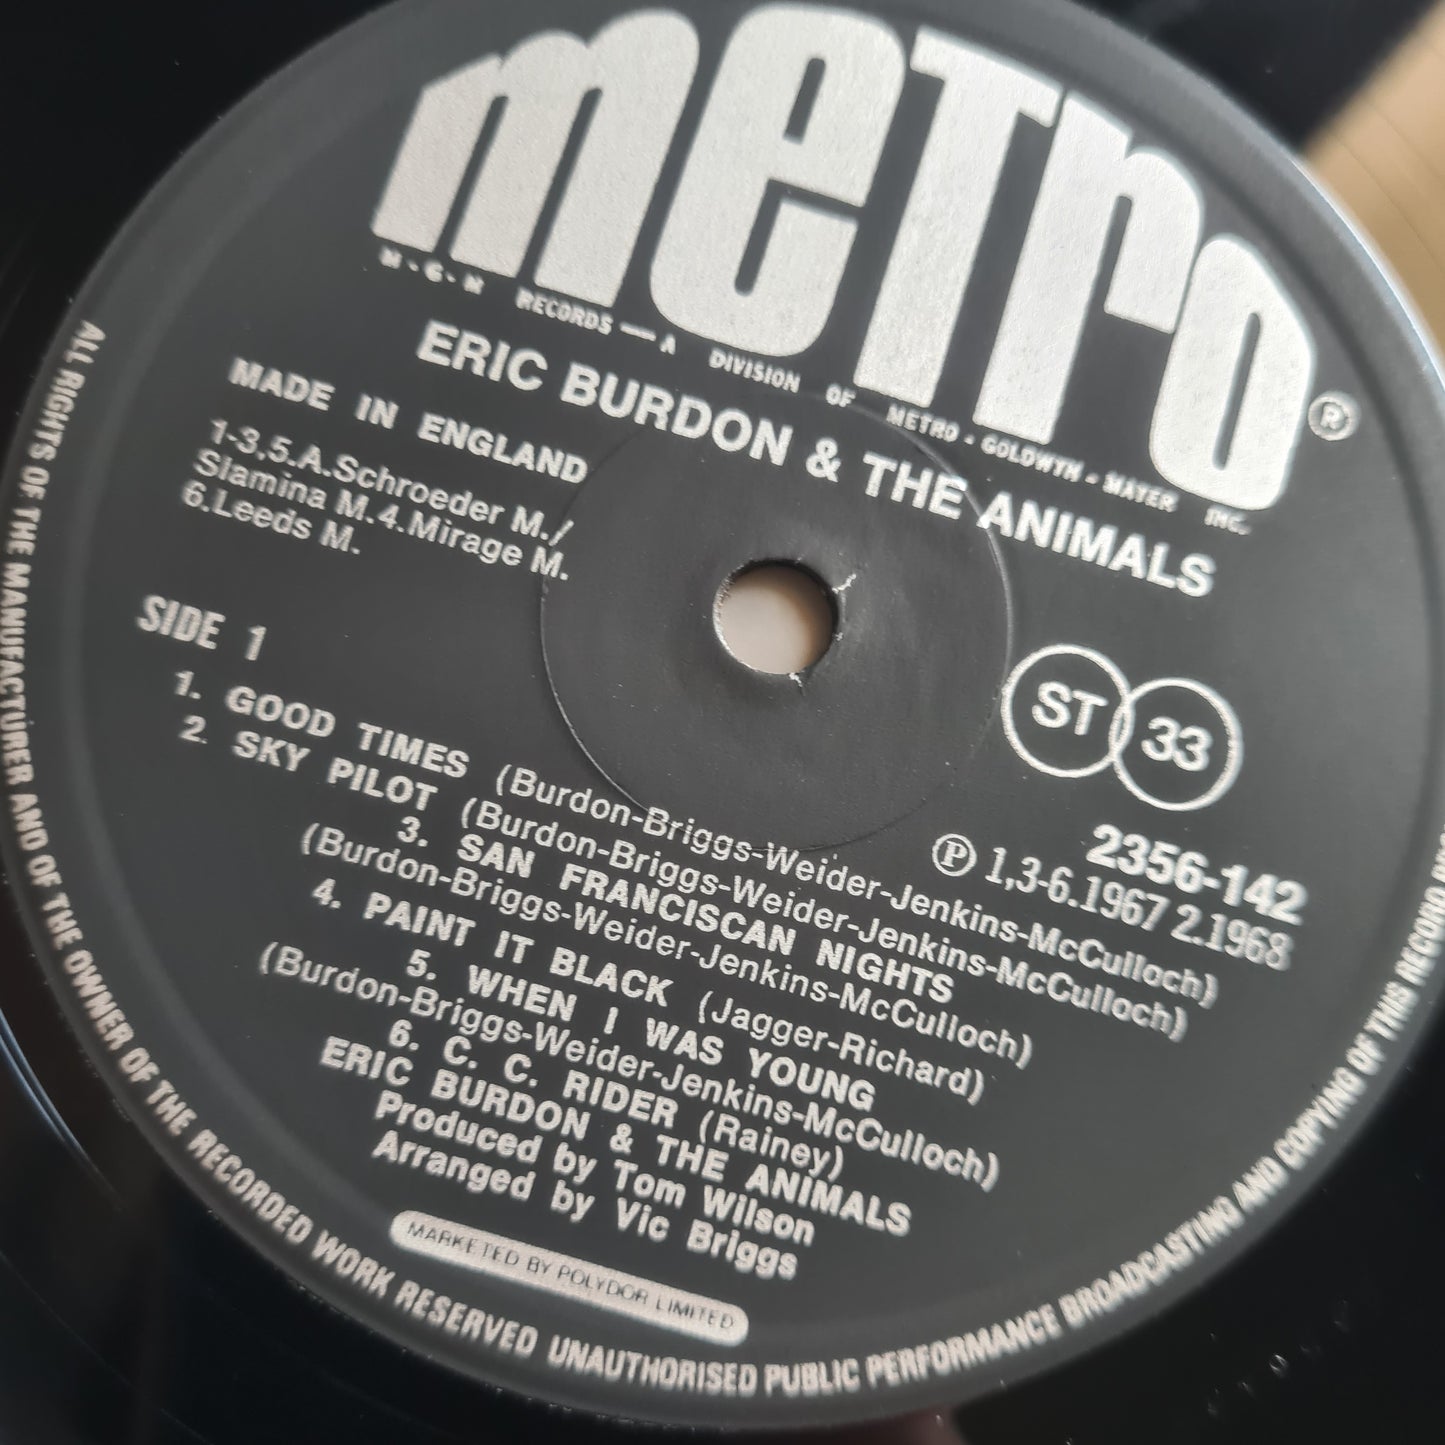 metro®
M-G-M RECORDS — A DIVISION OF METRO-GOLDWYN-MAYER INC.
ERIC BURDON & THE ANIMALS
MADE IN ENGLAND
1-3,5.A.Schroeder M./
Slamina M.4.Mirage M.
6.Leeds M.
SIDE 1
ST 33
2356-142
Ⓟ 1,3-6.1967 2.1968
1. GOOD TIMES (Burdon-Briggs-Weider-Jenkins-McCulloch)
2. SKY PILOT (Burdon-Briggs-Weider-Jenkins-McCulloch)
3. SAN FRANCISCAN NIGHTS
(Burdon-Briggs-Weider-Jenkins-McCulloch)
4. PAINT IT BLACK (Jagger-Richard)
5. WHEN I WAS YOUNG
(Burdon-Briggs-Weider-Jenkins-McCulloch)
6. C. C. RIDER (Rainey)
ERIC BURDON & THE ANIMALS
Produced by Tom Wilson
Arranged by Vic Briggs
MARKETED BY POLYDOR LIMITED
ALL RIGHTS OF THE MANUFACTURER AND OF THE OWNER OF THE RECORDED WORK RESERVED UNAUTHORISED PUBLIC PERFORMANCE BROADCASTING AND COPYING OF THIS RECORD